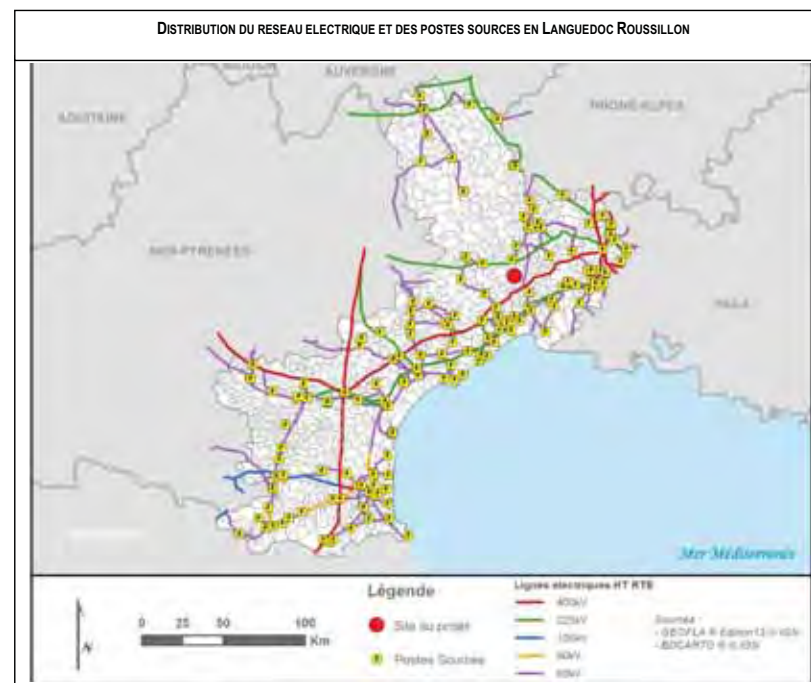 DISTRIBUTION DU RESEAU ELECTRIQUE ET DES POSTES SOURCES EN LANGUEDOC ROUSSILLON
AUVERGNE
RHONE-ALPES
AQUITAINE
MIDI-PYRENEES
PACA
Mer Méditerranée
Légende
Site du projet
Postes Sources
Lignes électriques HT RTE
400kV
225kV
63kV
0 25 50 100
Km
N
Sources :